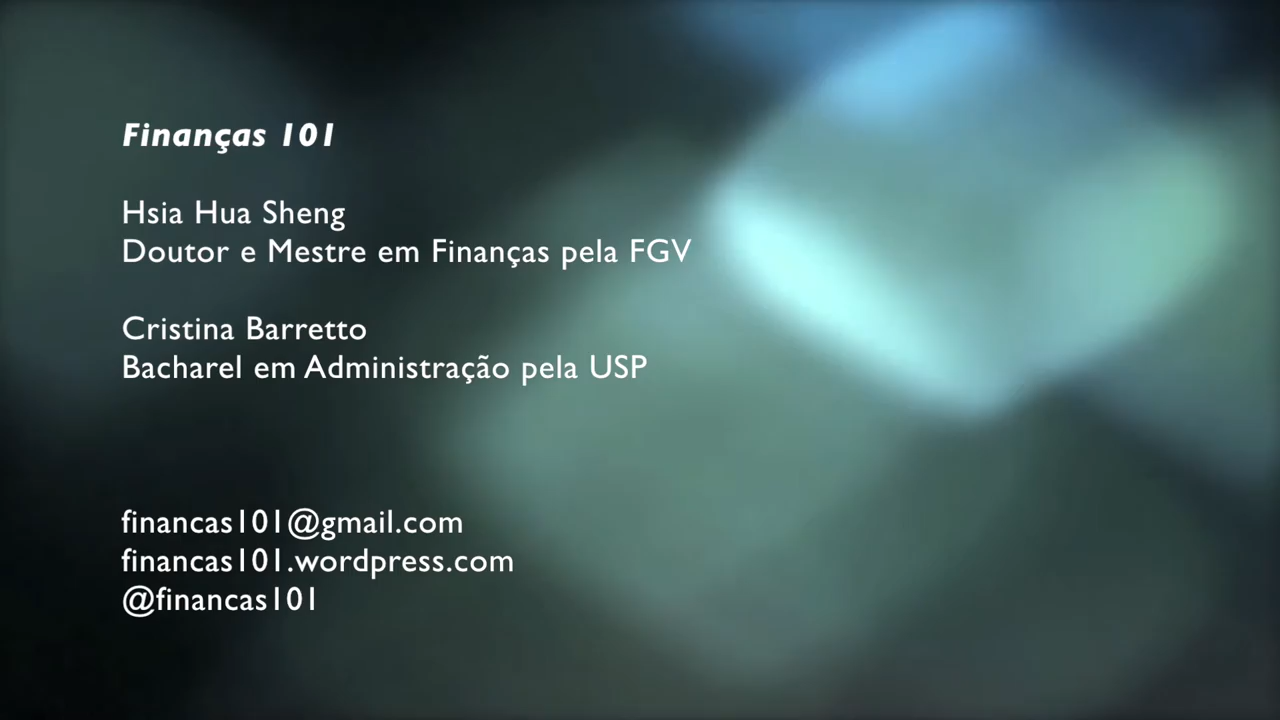 Finanças 101
Hsia Hua Sheng
Doutor e Mestre em Finanças pela FGV
Cristina Barretto
Bacharel em Administração pela USP
financas101@gmail.com
financas101.wordpress.com
@financas101